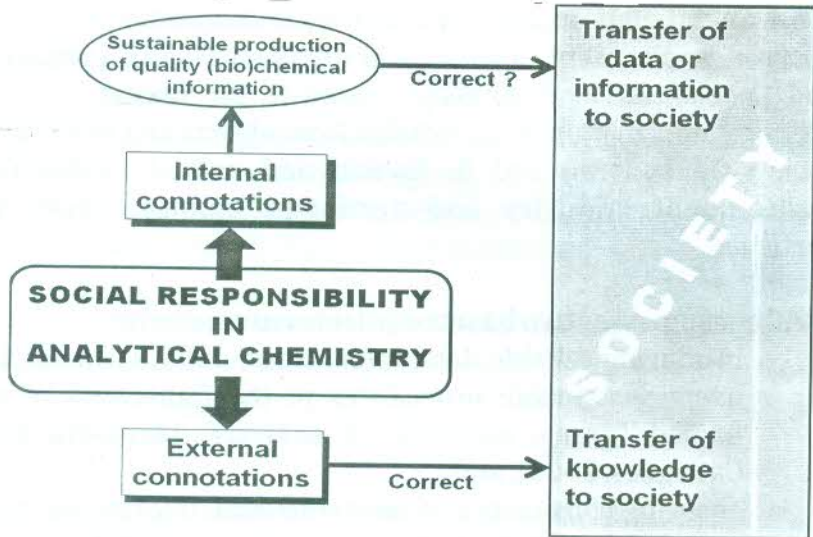 Sustainable production
of quality (bio)chemical
information
Correct ?
Transfer of
data or
information
to society
Internal
connotations
SOCIAL RESPONSIBILITY
IN
ANALYTICAL CHEMISTRY
SOCIETY
External
connotations
Correct
Transfer of
knowledge
to society